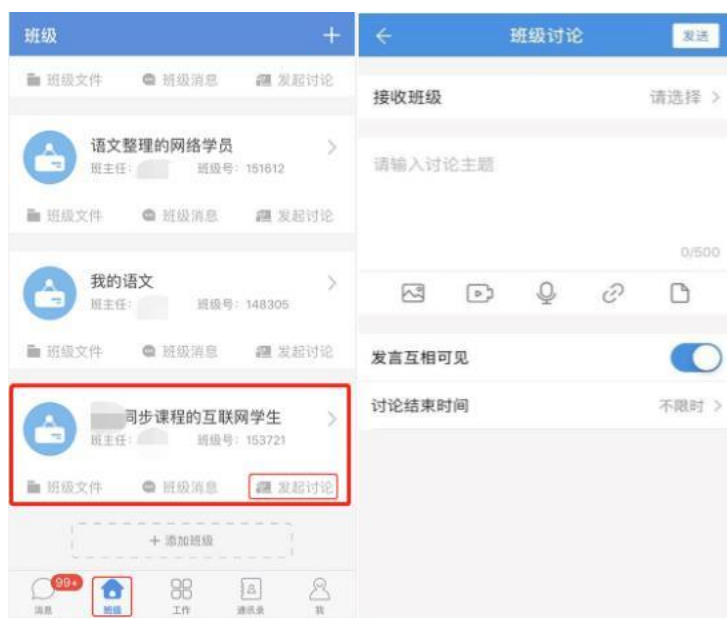 班级 +
班级文件 班级消息 发起讨论
语文整理的网络学员
班主任: 班级号: 151612
班级文件 班级消息 发起讨论
我的语文
班主任: 班级号: 148305
班级文件 班级消息 发起讨论
同步课程的互联网学生
班主任: 班级号: 153721
班级文件 班级消息 发起讨论
+ 添加班级
99+
消息 班级 工作 通讯录 我
班级讨论 发送
接收班级 请选择
请输入讨论主题
0/500
发言互相可见
讨论结束时间 不限时